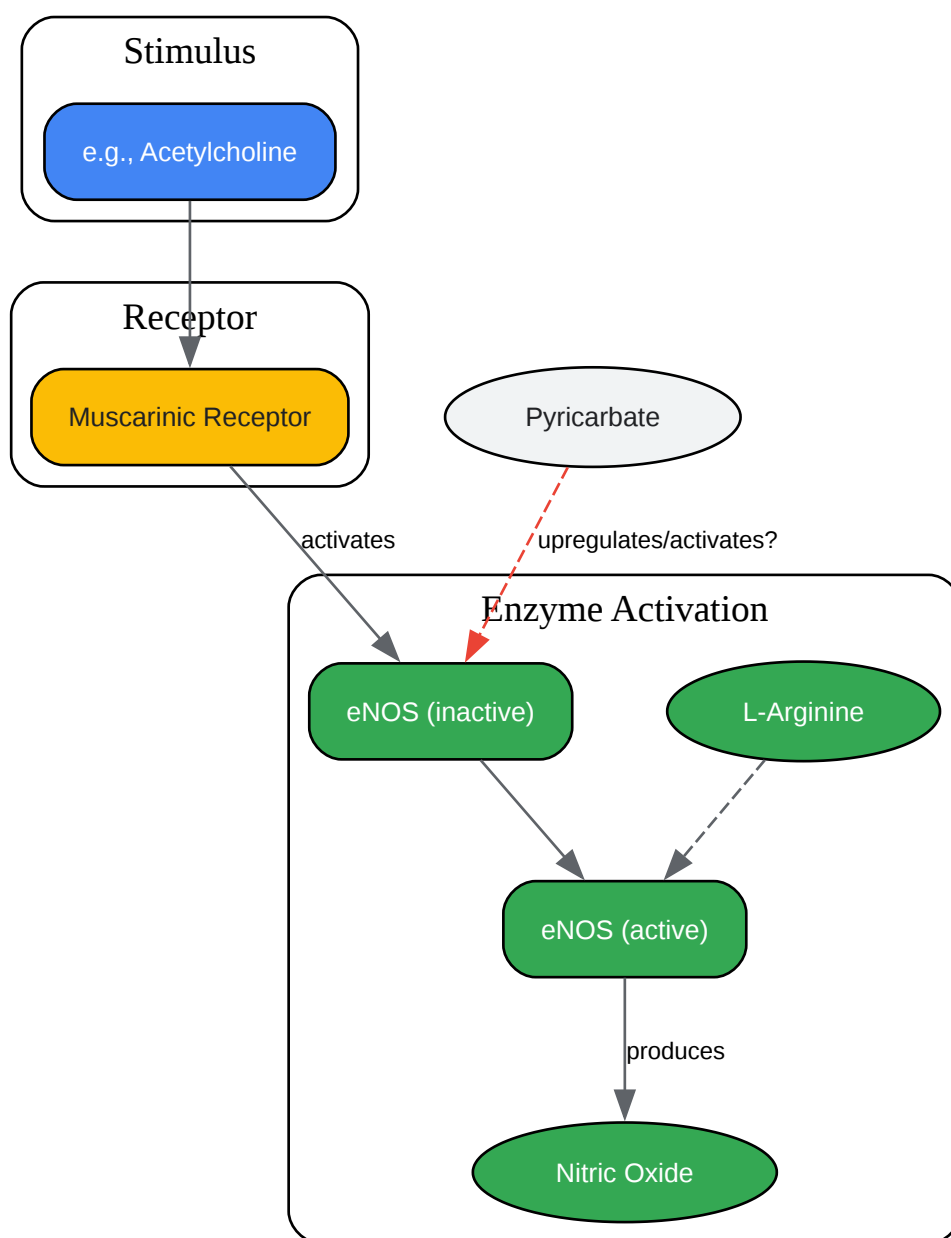 Stimulus
e.g., Acetylcholine
Receptor
Muscarinic Receptor
Pyricarbate
activates
upregulates/activates?
Enzyme Activation
eNOS (inactive)
L-Arginine
eNOS (active)
produces
Nitric Oxide